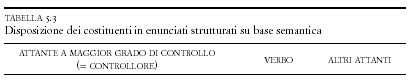 TABELLA 5.3
Disposizione dei costituenti in enunciati strutturati su base semantica
ATTANTE A MAGGIOR GRADO DI CONTROLLO
(= CONTROLLORE)
VERBO
ALTRI ATTANTI